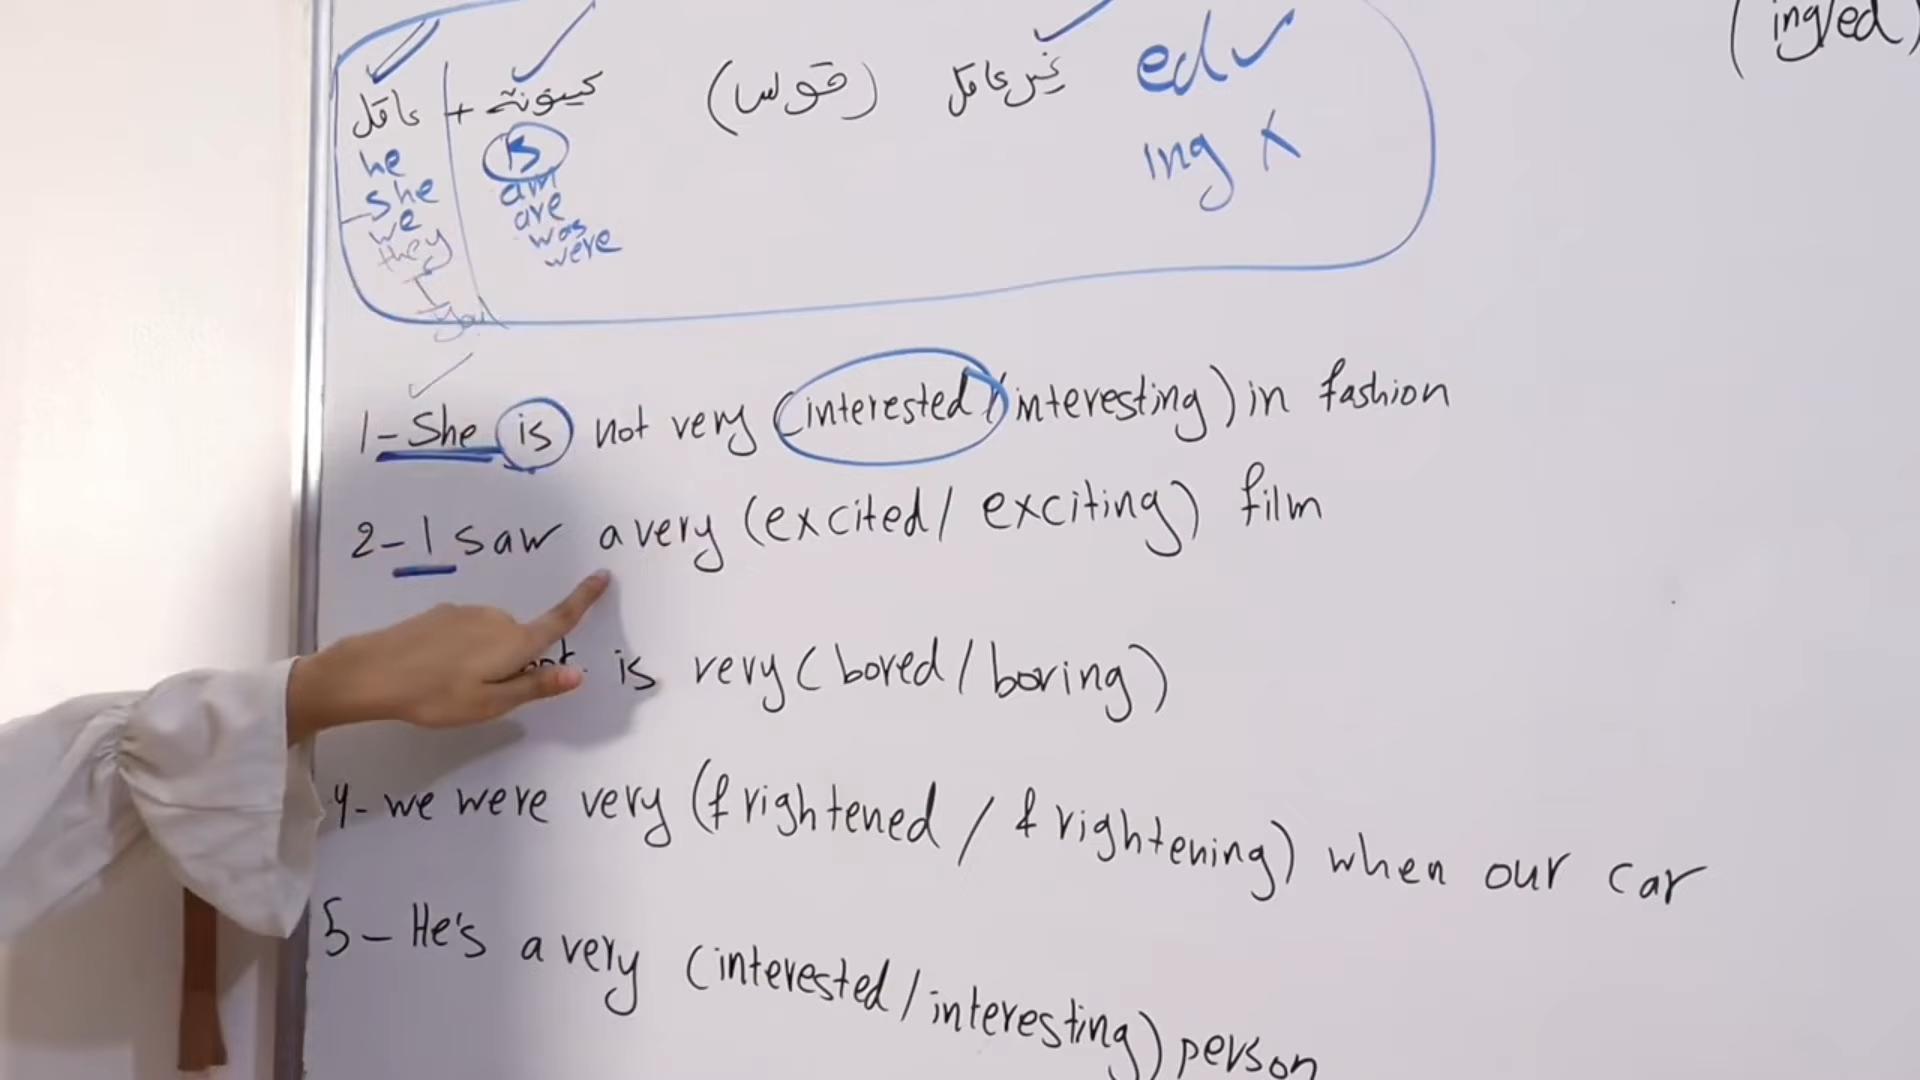 (ing/ed)
عاقل + كينونة (قوس) غير عاقل ed
he is ing x
she am
we are
they was
I were
you
1- She is not very (interested/interesting) in fashion
2- I saw a very (excited/ exciting) film
is very (bored/boring)
4- we were very (frightened / frightening) when our car
5- He's a very (interested/interesting) person